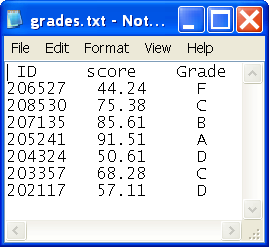 grades.txt - Not...
File Edit Format View Help
ID score Grade
206527 44.24 F
208530 75.38 C
207135 85.61 B
205241 91.51 A
204324 50.61 D
203357 68.28 C
202117 57.11 D